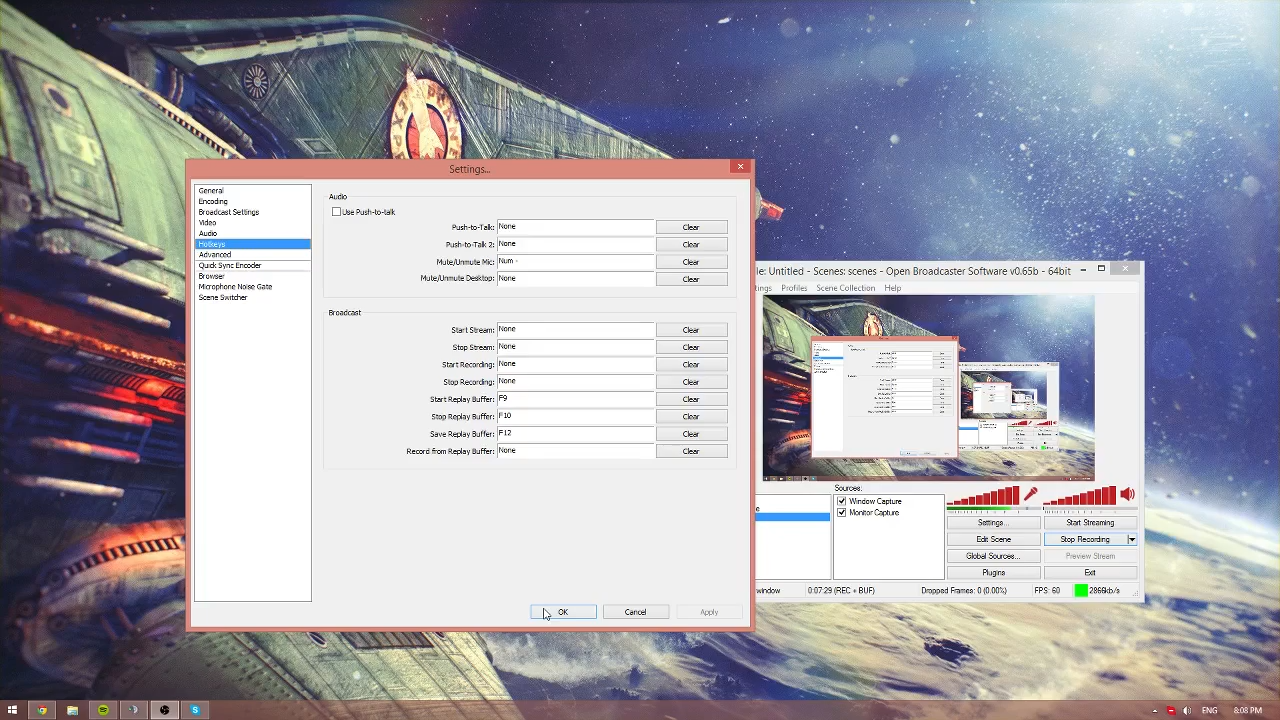 Settings...
General
Encoding
Broadcast Settings
Video
Audio
Hotkeys
Advanced
Quick Sync Encoder
Browser
Microphone Noise Gate
Scene Switcher
Audio
Use Push-to-talk
Push-to-Talk: None Clear
Push-to-Talk 2: None Clear
Mute/Unmute Mic: Num - Clear
Mute/Unmute Desktop: None Clear
Broadcast
Start Stream: None Clear
Stop Stream: None Clear
Start Recording: None Clear
Stop Recording: None Clear
Start Replay Buffer: F9 Clear
Stop Replay Buffer: F10 Clear
Save Replay Buffer: F12 Clear
Record from Replay Buffer: None Clear
OK Cancel Apply
le: Untitled - Scenes: scenes - Open Broadcaster Software v0.65b - 64bit
tings Profiles Scene Collection Help
Sources:
Window Capture
Monitor Capture
Settings... Start Streaming
Edit Scene Stop Recording
Global Sources... Preview Stream
Plugins Exit
window 0:07:29 (REC + BUF) Dropped Frames: 0 (0.00%) FPS: 60 2866kb/s
ENG 8:08 PM